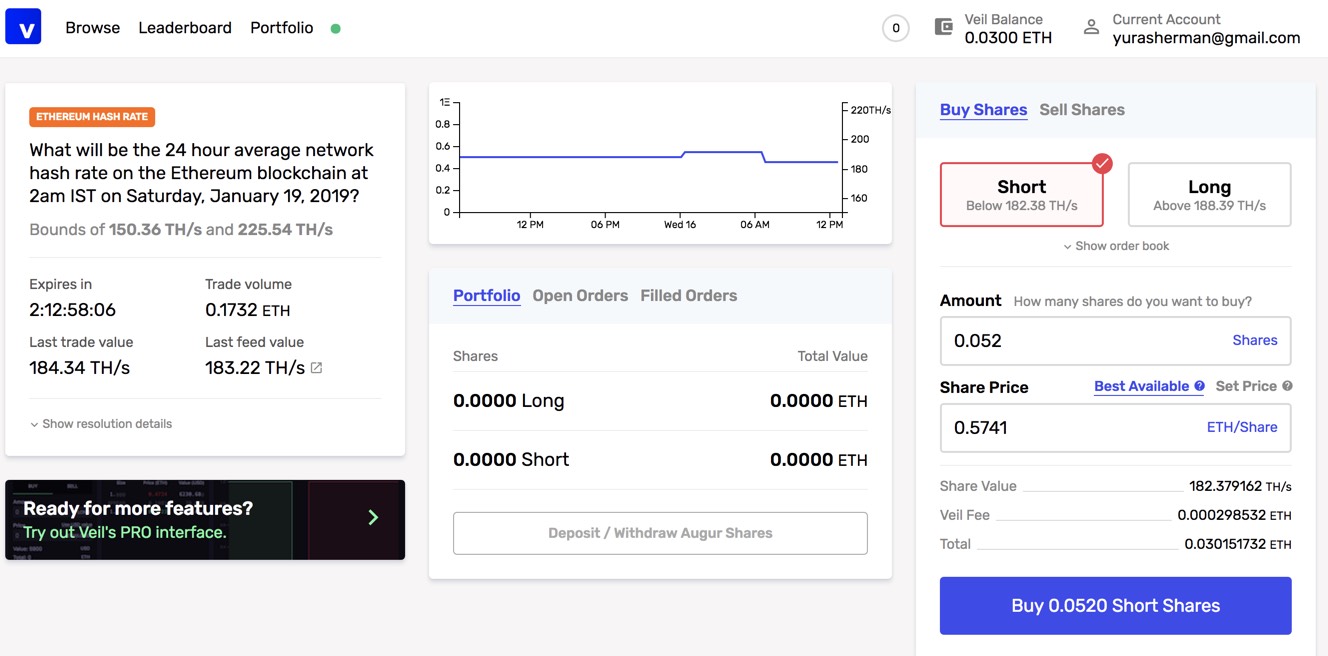 v
Browse Leaderboard Portfolio
0
Veil Balance
0.0300 ETH
Current Account
yurasherman@gmail.com
ETHEREUM HASH RATE
What will be the 24 hour average network
hash rate on the Ethereum blockchain at
2am IST on Saturday, January 19, 2019?
Bounds of 150.36 TH/s and 225.54 TH/s
Expires in Trade volume
2:12:58:06 0.1732 ETH
Last trade value Last feed value
184.34 TH/s 183.22 TH/s
Show resolution details
Ready for more features?
Try out Veil's PRO interface.
1Ξ 220TH/s
0.8
0.6 200
0.4 180
0.2 160
0
12 PM 06 PM Wed 16 06 AM 12 PM
Portfolio Open Orders Filled Orders
Shares Total Value
0.0000 Long 0.0000 ETH
0.0000 Short 0.0000 ETH
Deposit / Withdraw Augur Shares
Buy Shares Sell Shares
Short Long
Below 182.38 TH/s Above 188.39 TH/s
Show order book
Amount How many shares do you want to buy?
0.052 Shares
Share Price Best Available ? Set Price ?
0.5741 ETH/Share
Share Value 182.379162 TH/s
Veil Fee 0.000298532 ETH
Total 0.030151732 ETH
Buy 0.0520 Short Shares